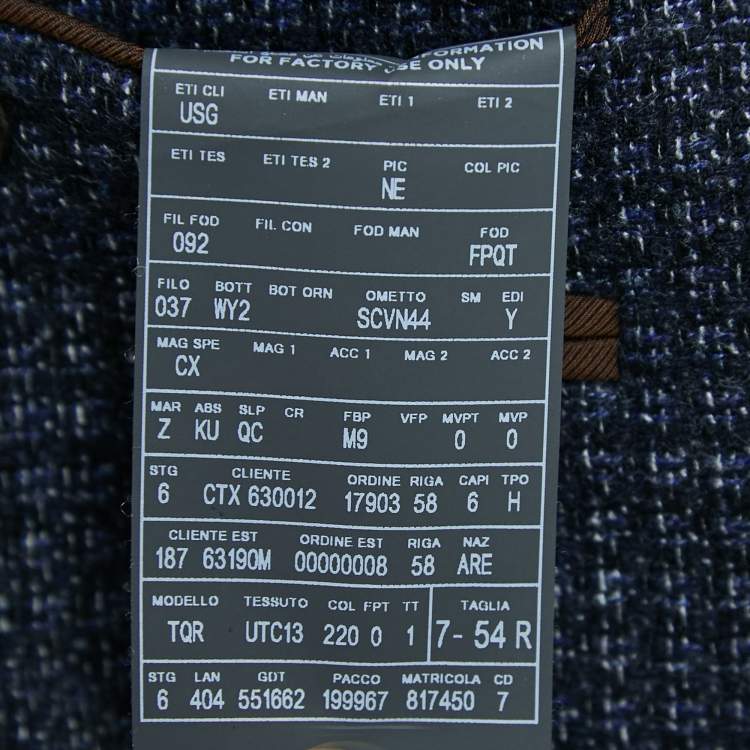 FORMATION
FOR FACTORY USE ONLY
ETI CLI ETI MAN ETI 1 ETI 2
USG
ETI TES ETI TES 2 PIC COL PIC
NE
FIL FOD FIL CON FOD MAN FOD
092 FPQT
FILO BOTT BOT ORN OMETTO SM EDI
037 WY2 SCVN44 Y
MAG SPE MAG 1 ACC 1 MAG 2 ACC 2
CX
MAR ABS SLP CR FBP VFP MVPT MVP
Z KU QC M9 0 0
STG CLIENTE ORDINE RIGA CAPI TPO
6 CTX 630012 17903 58 6 H
CLIENTE EST ORDINE EST RIGA NAZ
187 63190M 00000008 58 ARE
MODELLO TESSUTO COL FPT TT TAGLIA
TQR UTC13 220 0 1 7- 54 R
STG LAN GDT PACCO MATRICOLA CD
6 404 551662 199967 817450 7